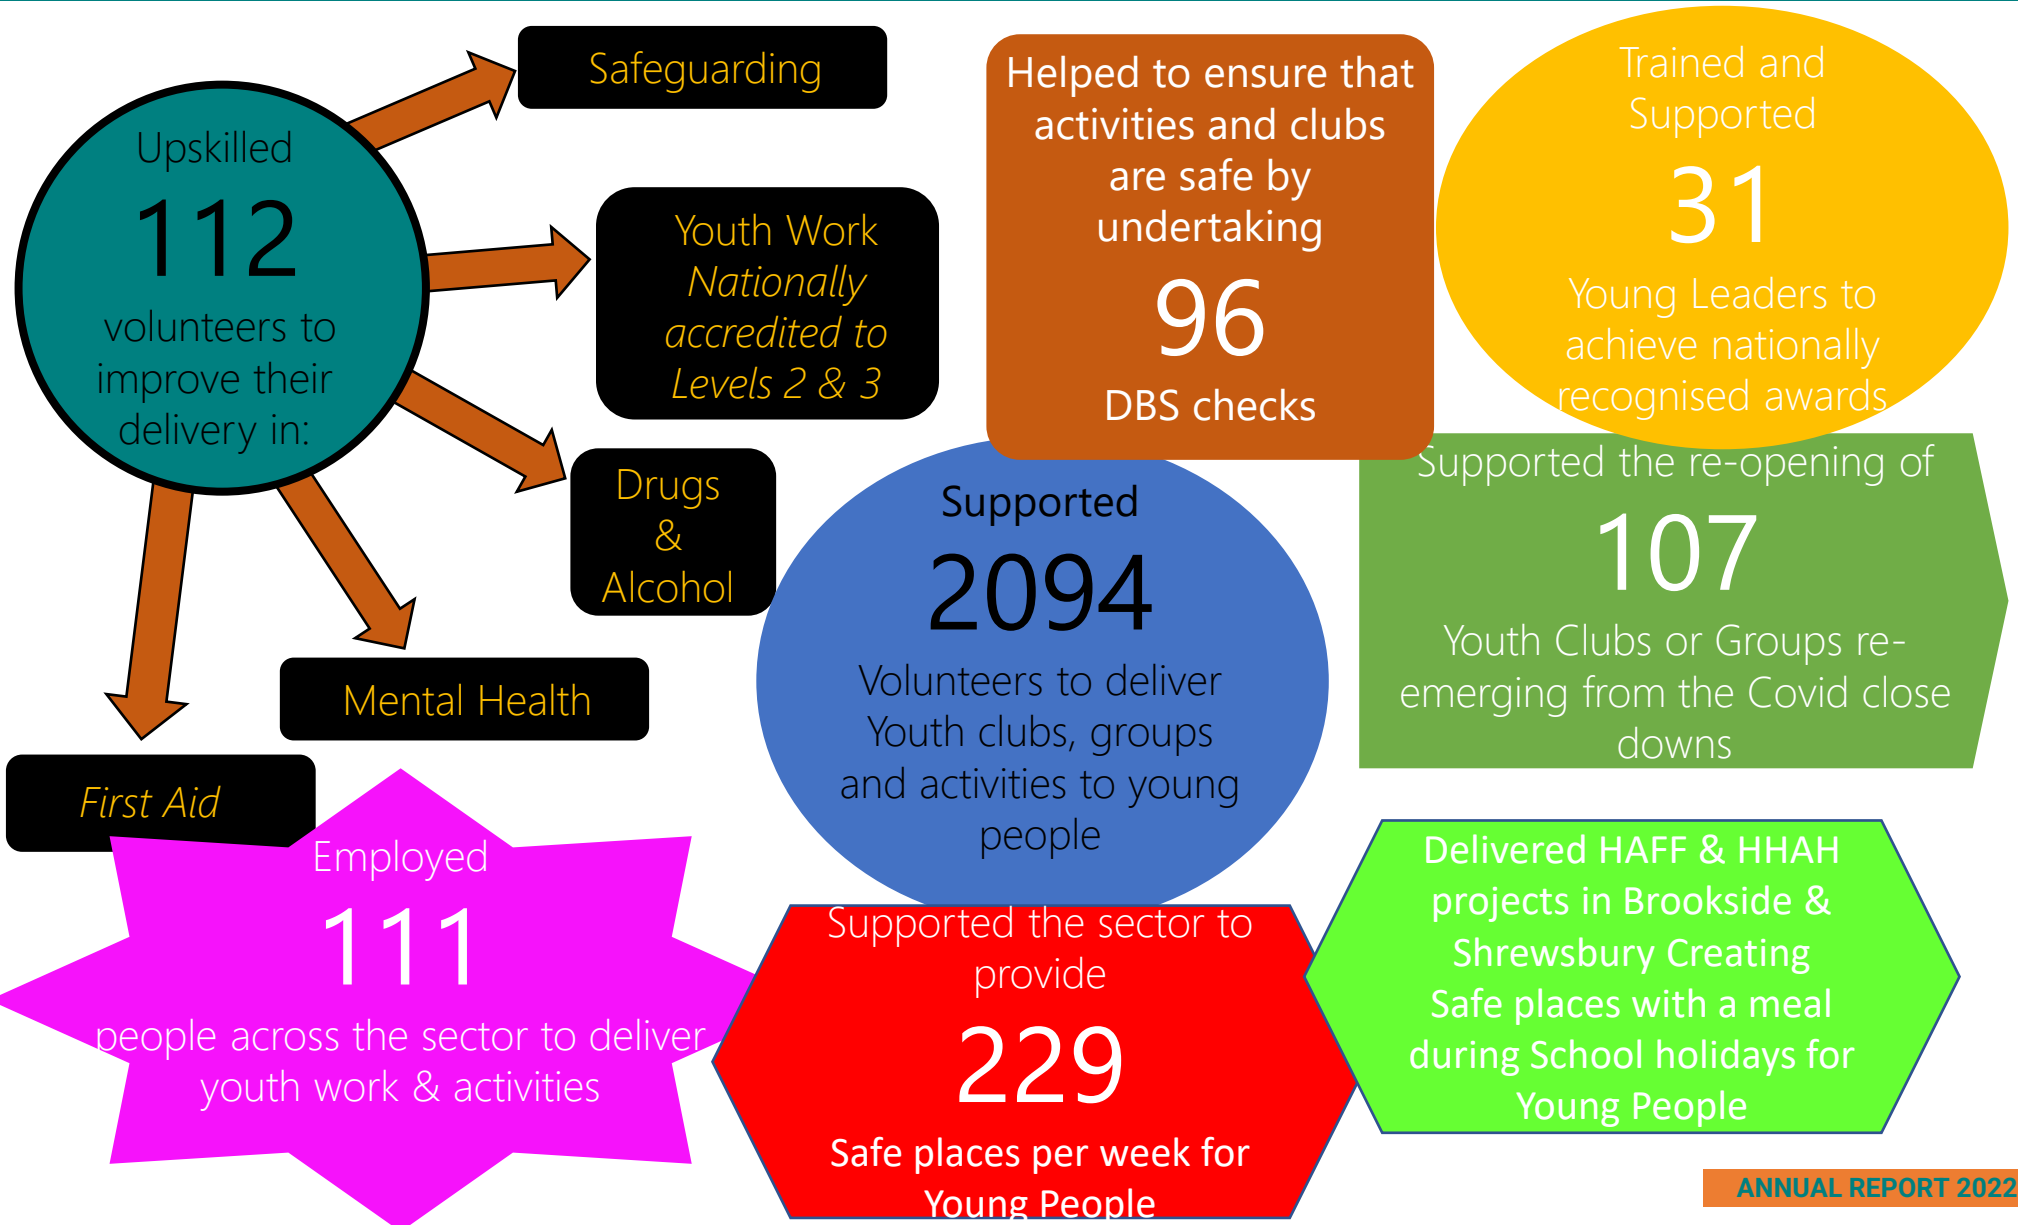 Upskilled
112
volunteers to
improve their
delivery in:
Safeguarding
Youth Work
Nationally
accredited to
Levels 2 & 3
Drugs
&
Alcohol
Mental Health
First Aid
Helped to ensure that
activities and clubs
are safe by
undertaking
96
DBS checks
Trained and
Supported
31
Young Leaders to
achieve nationally
recognised awards
Supported
2094
Volunteers to deliver
Youth clubs, groups
and activities to young
people
Supported the re-opening of
107
Youth Clubs or Groups re-
emerging from the Covid close
downs
Employed
111
people across the sector to deliver
youth work & activities
Supported the sector to
provide
229
Safe places per week for
Young People
Delivered HAFF & HHAH
projects in Brookside &
Shrewsbury Creating
Safe places with a meal
during School holidays for
Young People
ANNUAL REPORT 2022